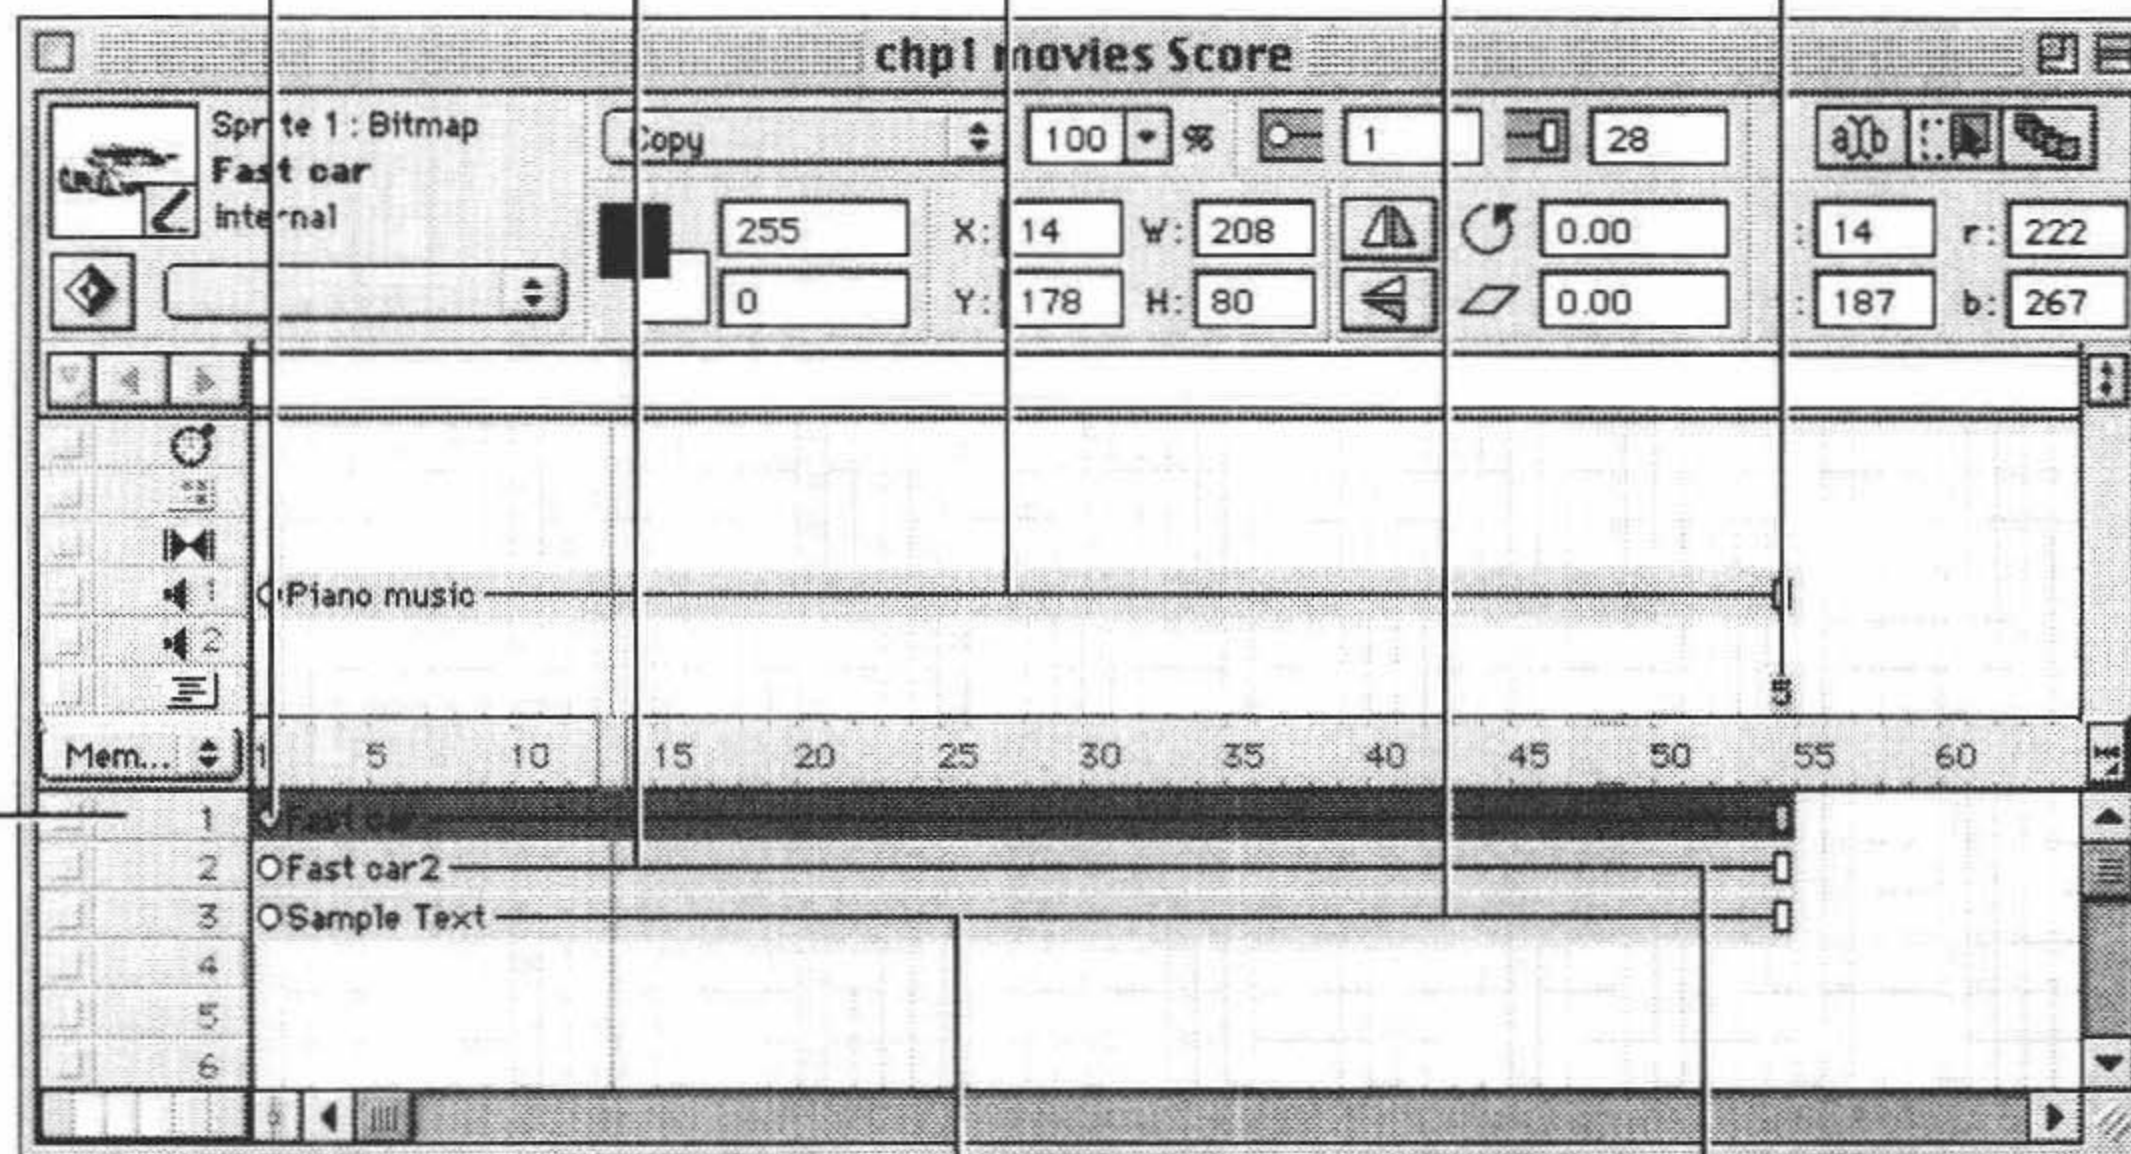 chp1 movies Score
Sprite 1 : Bitmap
Fast car
Internal
Copy
100 %
1
28
255
X: 14
W: 208
0.00
14
r: 222
0
Y: 178
H: 80
0.00
187
b: 267
1 Piano music
2
Mem... 1 5 10 15 20 25 30 35 40 45 50 55 60
1 Fast car
2 Fast car2
3 Sample Text
4
5
6